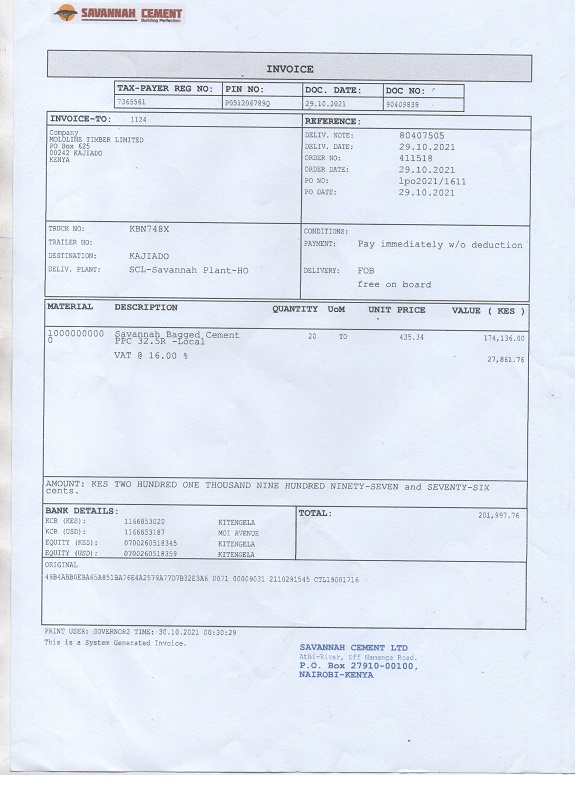 SAVANNAH CEMENT
Building Perfection
INVOICE
TAX-PAYER REG NO: PIN NO: DOC. DATE: DOC NO:
7365561 P051206789Q 29.10.2021 90409839
INVOICE-TO: 1124
Company
MOLOLINE TIMBER LIMITED
PO Box 625
00242 KAJIADO
KENYA
REFERENCE:
DELIV. NOTE: 80407505
DELIV. DATE: 29.10.2021
ORDER NO: 411518
ORDER DATE: 29.10.2021
PO NO: lpo2021/1611
PO DATE: 29.10.2021
TRUCK NO: KBN748X
TRAILER NO:
DESTINATION: KAJIADO
DELIV. PLANT: SCL-Savannah Plant-HO
CONDITIONS:
PAYMENT: Pay immediately w/o deduction
DELIVERY: FOB
free on board
MATERIAL DESCRIPTION QUANTITY UoM UNIT PRICE VALUE ( KES )
1000000000 Savannah Bagged Cement 20 TO 435.34 174,136.00
0 PPC 32.5R -Local
VAT @ 16.00 % 27,861.76
AMOUNT: KES TWO HUNDRED ONE THOUSAND NINE HUNDRED NINETY-SEVEN and SEVENTY-SIX
cents.
BANK DETAILS:
KCB (KES): 1166853020 KITENGELA
KCB (USD): 1166853187 MOI AVENUE
EQUITY (KES): 0700260518345 KITENGELA
EQUITY (USD): 0700260518359 KITENGELA
TOTAL: 201,997.76
ORIGINAL
49B4ABB0EBA65A851BA76E4A2579A77D7B32E3A6 0071 00009031 2110291545 CTL19001716
PRINT USER: GOVERNOR2 TIME: 30.10.2021 00:30:29
This is a System Generated Invoice.
SAVANNAH CEMENT LTD
Athi-River, Off Namanga Road.
P.O. Box 27910-00100,
NAIROBI-KENYA